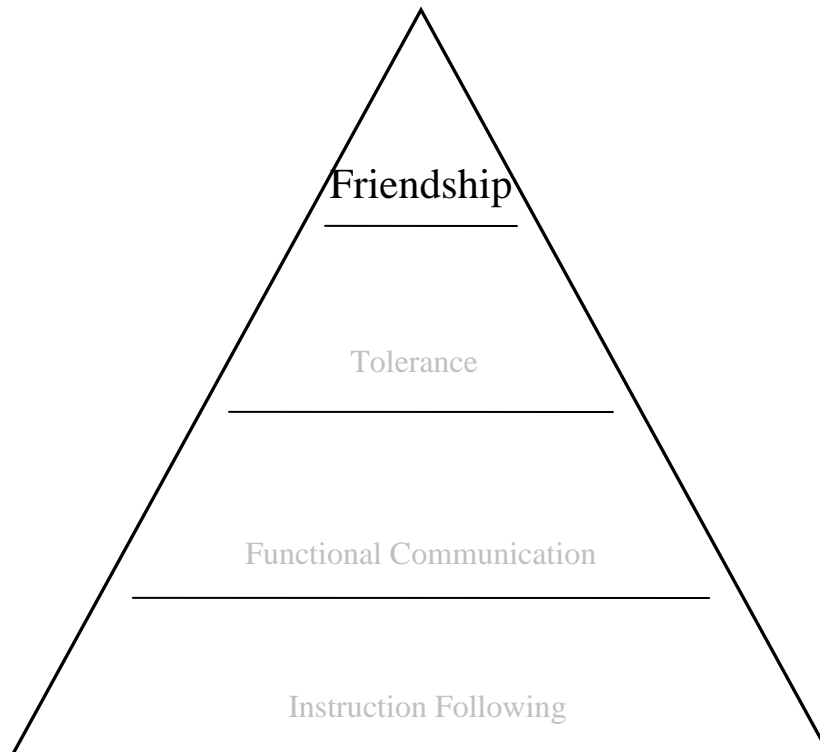 Friendship
Tolerance
Functional Communication
Instruction Following